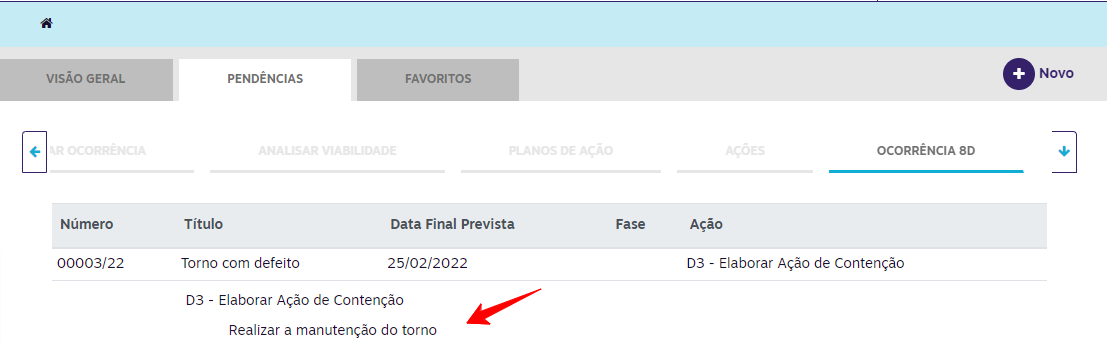 VISÃO GERAL PENDÊNCIAS FAVORITOS Novo
AR OCORRÊNCIA ANALISAR VIABILIDADE PLANOS DE AÇÃO AÇÕES OCORRÊNCIA 8D
Número Título Data Final Prevista Fase Ação
00003/22 Torno com defeito 25/02/2022 D3 - Elaborar Ação de Contenção
D3 - Elaborar Ação de Contenção
Realizar a manutenção do torno